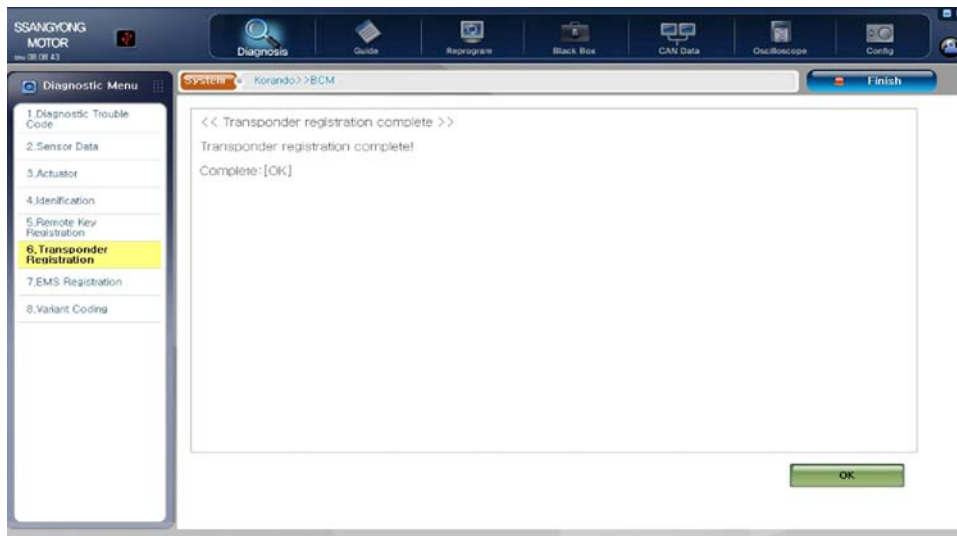 SSANGYONG
MOTOR
Diagnosis
Guide
Reprogram
Black Box
CAN Data
Oscilloscope
Config
Diagnostic Menu
System
Korando>>BCM
Finish
1.Diagnostic Trouble
Code
2.Sensor Data
3.Actuator
4.Idenification
5.Remote Key
Registration
6.Transponder
Registration
7.EMS Registration
8.Variant Coding
<< Transponder registration complete >>
Transponder registration complete!
Complete:[OK]
OK